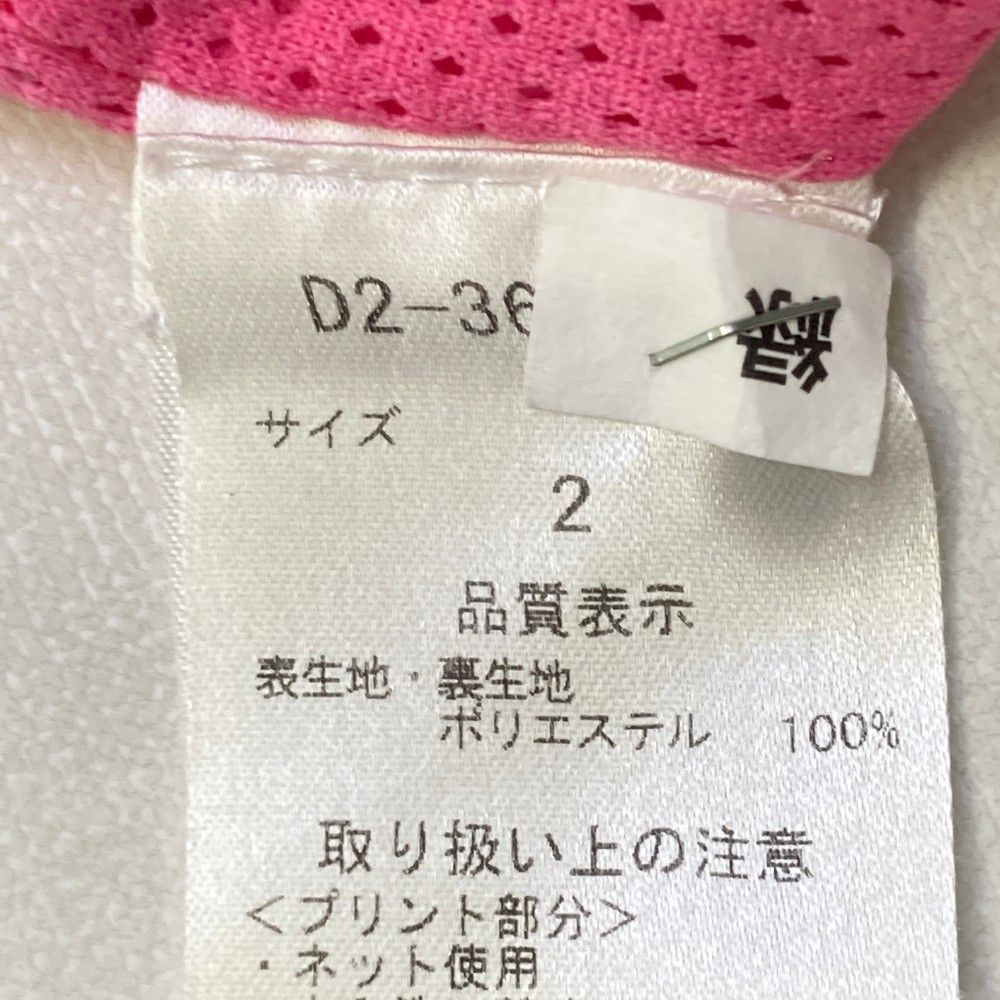 D2-36
緑
サイズ
2
品質表示
表生地・裏生地
ポリエステル 100%
取り扱い上の注意
<プリント部分>
・ネット使用